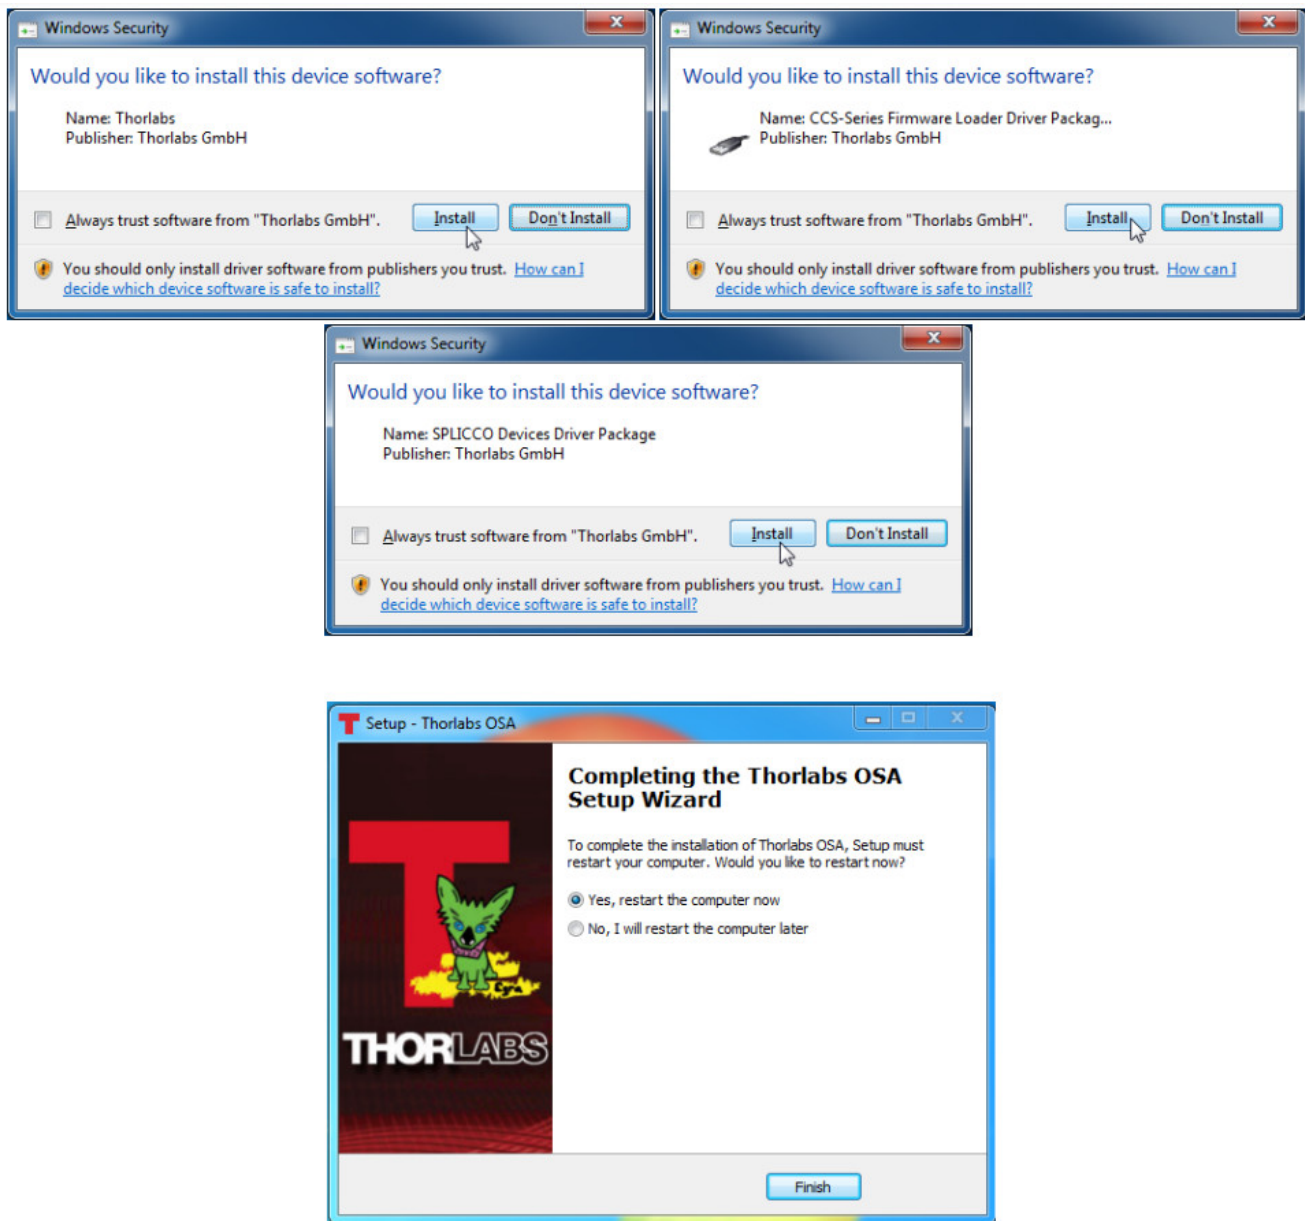 Windows Security
Would you like to install this device software?
Name: Thorlabs
Publisher: Thorlabs GmbH
Always trust software from "Thorlabs GmbH".
Install
Don't Install
You should only install driver software from publishers you trust. How can I
decide which device software is safe to install?
Windows Security
Would you like to install this device software?
Name: CCS-Series Firmware Loader Driver Packag...
Publisher: Thorlabs GmbH
Always trust software from "Thorlabs GmbH".
Install
Don't Install
You should only install driver software from publishers you trust. How can I
decide which device software is safe to install?
Windows Security
Would you like to install this device software?
Name: SPLICCO Devices Driver Package
Publisher: Thorlabs GmbH
Always trust software from "Thorlabs GmbH".
Install
Don't Install
You should only install driver software from publishers you trust. How can I
decide which device software is safe to install?
Setup - Thorlabs OSA
Completing the Thorlabs OSA
Setup Wizard
To complete the installation of Thorlabs OSA, Setup must
restart your computer. Would you like to restart now?
Yes, restart the computer now
No, I will restart the computer later
THORLABS
Finish